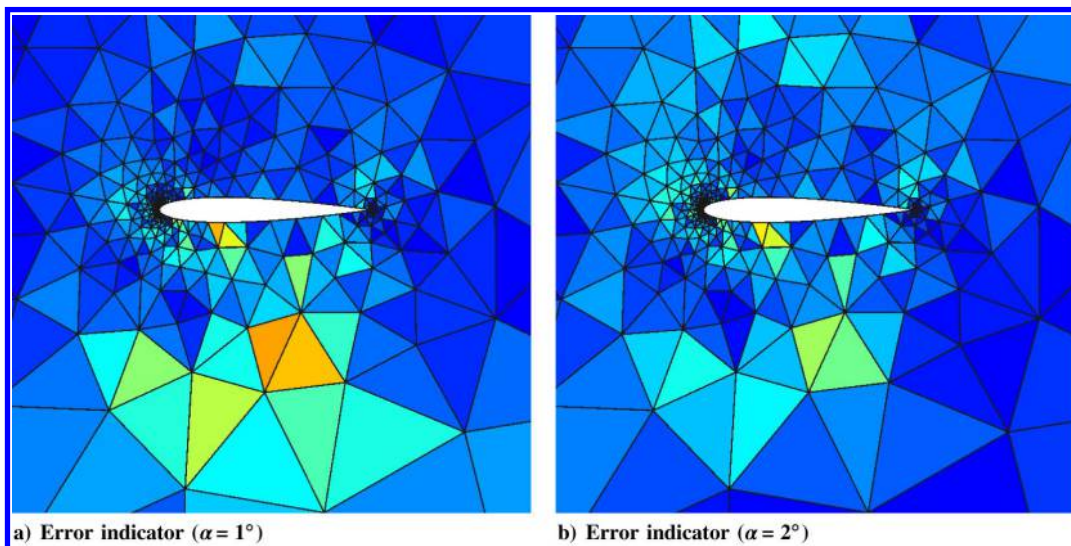 a) Error indicator (α = 1°)
b) Error indicator (α = 2°)